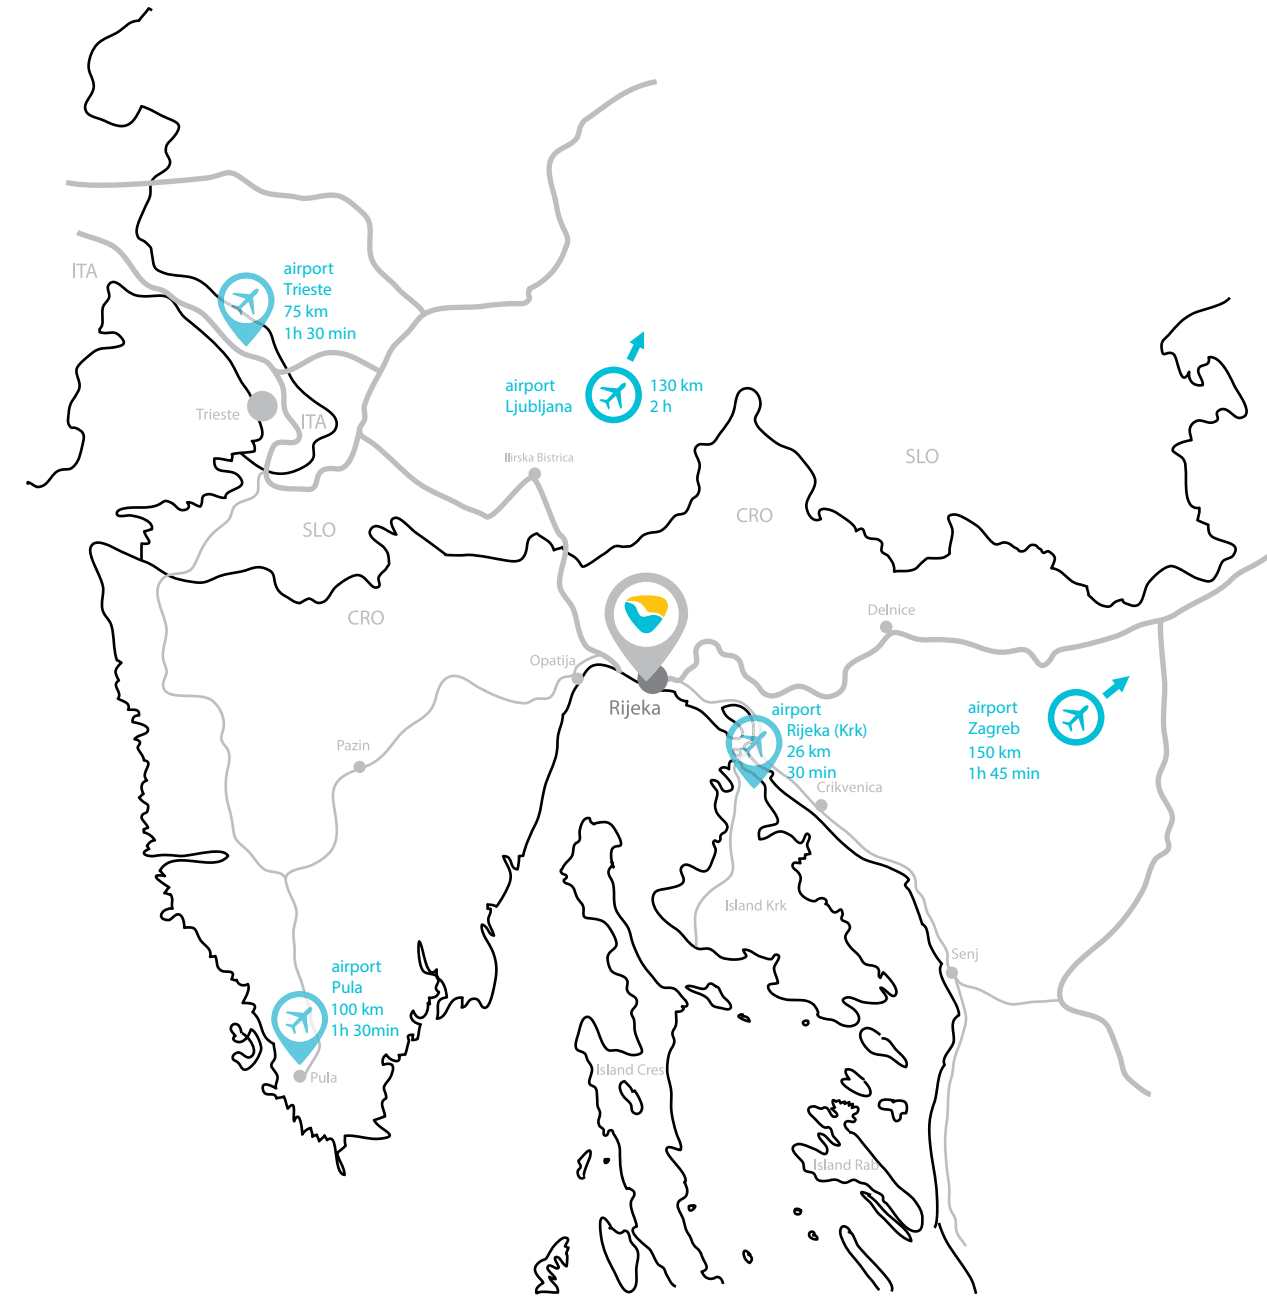 ITA
airport
Trieste
75 km
1h 30 min
airport
Ljubljana
130 km
2 h
Trieste
ITA
Ilirska Bistrica
SLO
SLO
CRO
CRO
Delnice
Opatija
Rijeka
airport
Rijeka (Krk)
26 km
30 min
airport
Zagreb
150 km
1h 45 min
Pazin
Crikvenica
Island Krk
Senj
airport
Pula
100 km
1h 30min
Pula
Island Cres
Island Rab